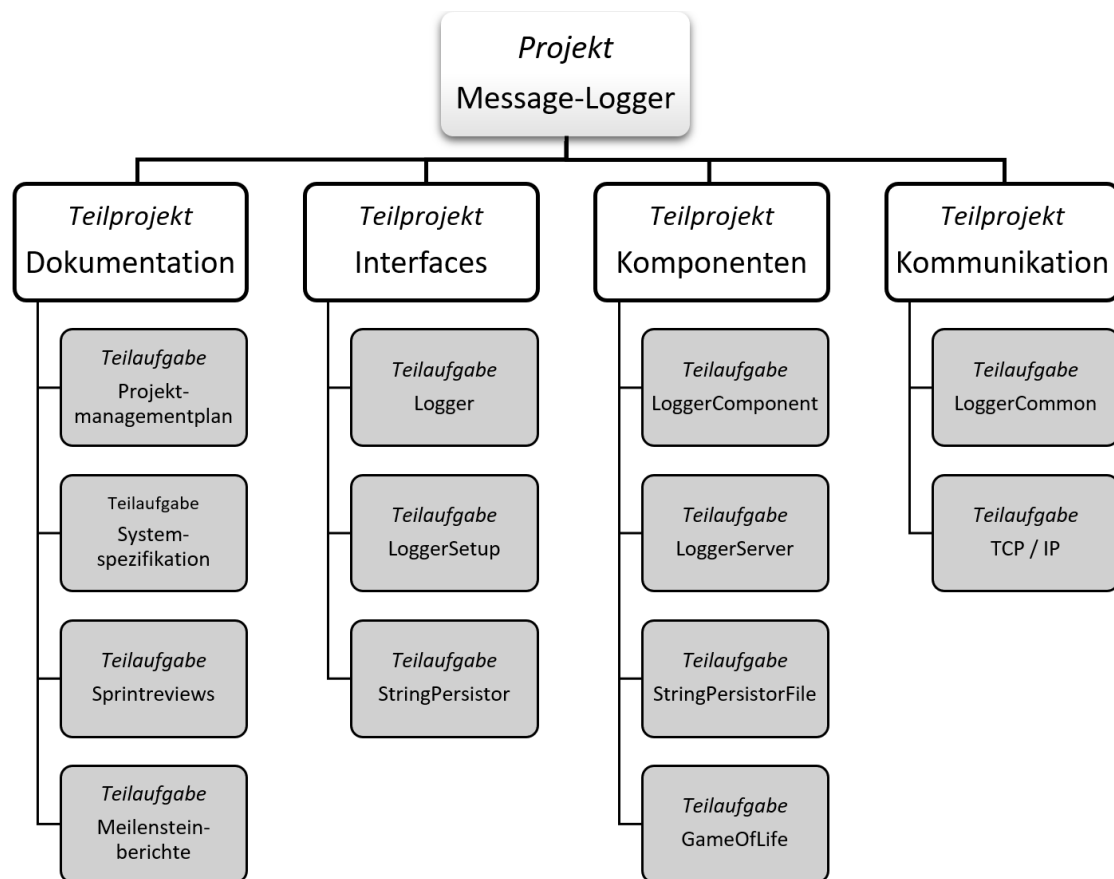 Projekt
Message-Logger
Teilprojekt
Dokumentation
Teilprojekt
Interfaces
Teilprojekt
Komponenten
Teilprojekt
Kommunikation
Teilaufgabe
Projekt-
managementplan
Teilaufgabe
System-
spezifikation
Teilaufgabe
Sprintreviews
Teilaufgabe
Meilenstein-
berichte
Teilaufgabe
Logger
Teilaufgabe
LoggerSetup
Teilaufgabe
StringPersistor
Teilaufgabe
LoggerComponent
Teilaufgabe
LoggerServer
Teilaufgabe
StringPersistorFile
Teilaufgabe
GameOfLife
Teilaufgabe
LoggerCommon
Teilaufgabe
TCP / IP